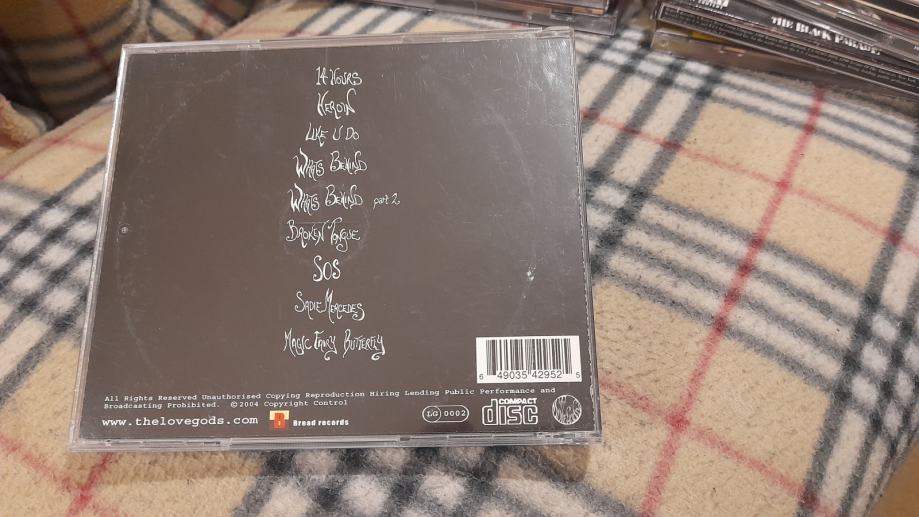 THE BLACK PARADE
14 HOURS
HEROIN
LIKE U DO
WHATS BEHIND
WHATS BEHIND part 2
BROKEN TONGUE
SOS
SADIE MERCEDES
MAGIC FAIRY BUTTERFLY
6 49035 42952 5
All Rights Reserved Unauthorised Copying Reproduction Hiring Lending Public Performance and
Broadcasting Prohibited. ©2004 Copyright Control
www.thelovegods.com
Bread records
LG 0002
COMPACT
disc